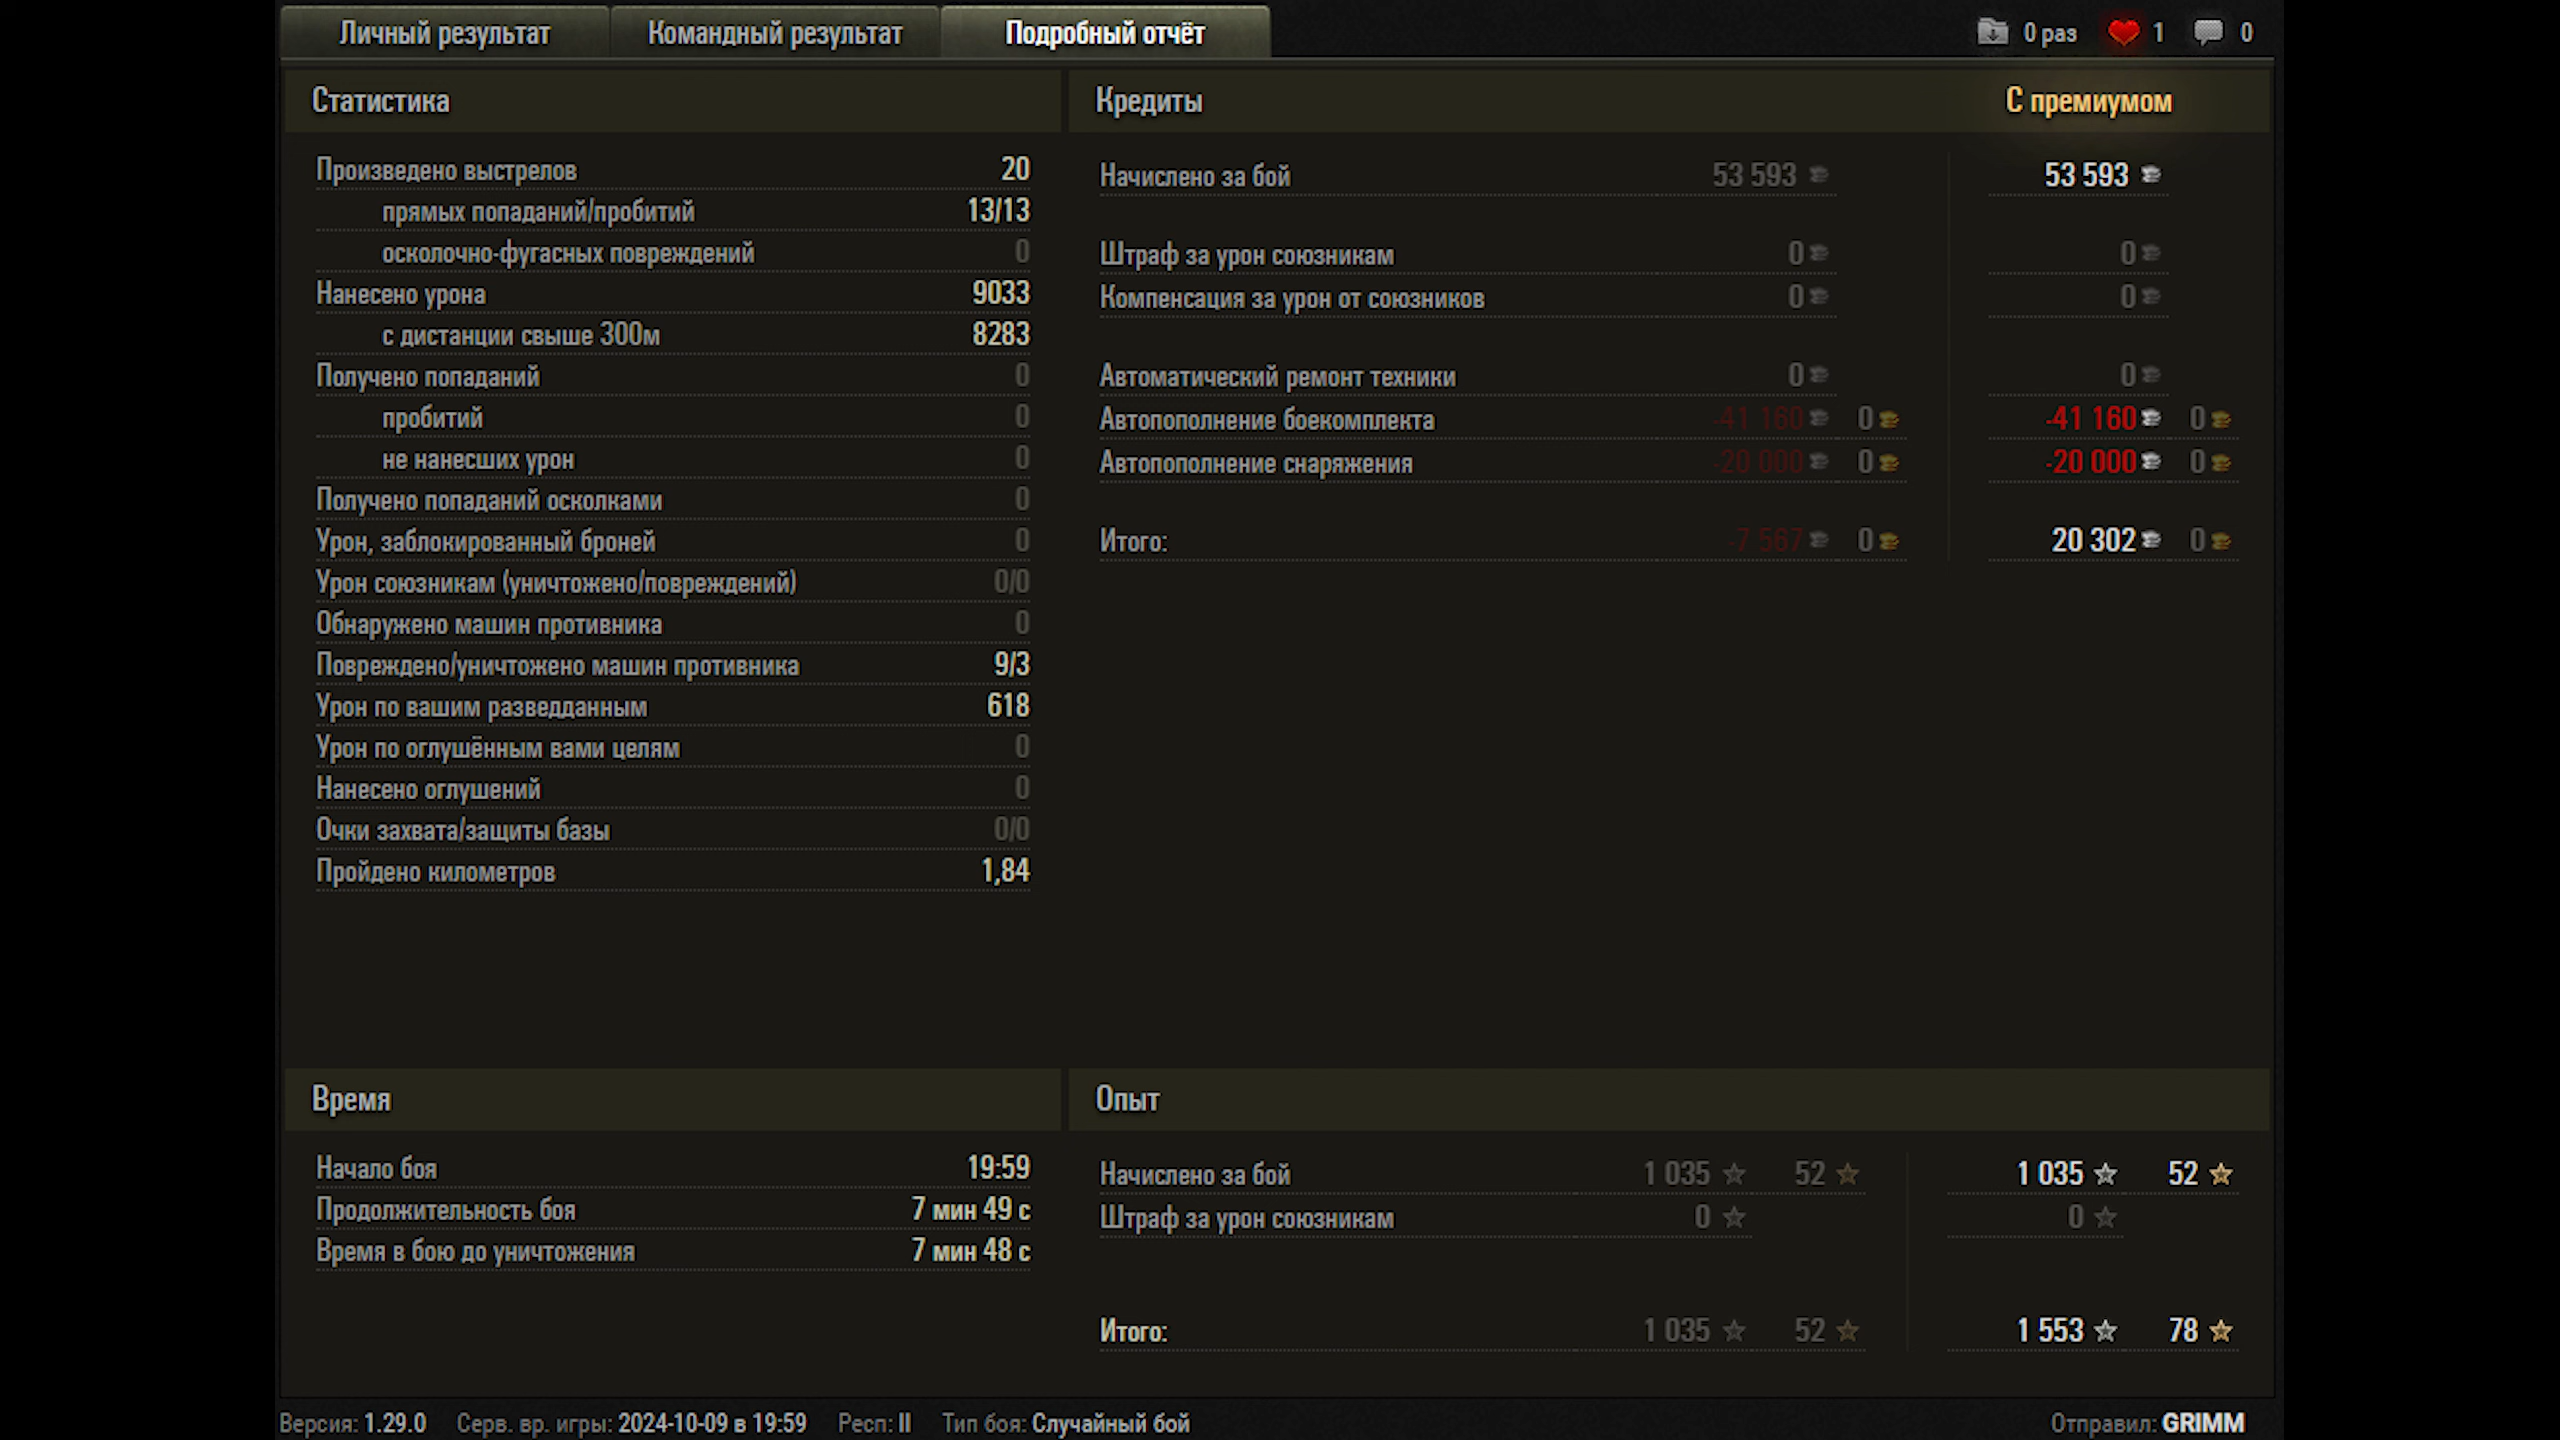 Личный результат Командный результат Подробный отчёт 0 раз 1 0
Статистика
Произведено выстрелов 20
прямых попаданий/пробитий 13/13
осколочно-фугасных повреждений 0
Нанесено урона 9033
с дистанции свыше 300м 8283
Получено попаданий 0
пробитий 0
не нанесших урон 0
Получено попаданий осколками 0
Урон, заблокированный броней 0
Урон союзникам (уничтожено/повреждений) 0/0
Обнаружено машин противника 0
Повреждено/уничтожено машин противника 9/3
Урон по вашим разведданным 618
Урон по оглушённым вами целям 0
Нанесено оглушений 0
Очки захвата/защиты базы 0/0
Пройдено километров 1,84
Кредиты С премиумом
Начислено за бой 53 593 53 593
Штраф за урон союзникам 0 0
Компенсация за урон от союзников 0 0
Автоматический ремонт техники 0 0
Автопополнение боекомплекта -41 160 0 -41 160 0
Автопополнение снаряжения -20 000 0 -20 000 0
Итого: -7 567 0 20 302 0
Время
Начало боя 19:59
Продолжительность боя 7 мин 49 с
Время в бою до уничтожения 7 мин 48 с
Опыт
Начислено за бой 1 035 52 1 035 52
Штраф за урон союзникам 0 0
Итого: 1 035 52 1 553 78
Версия: 1.29.0 Серв. вр. игры: 2024-10-09 в 19:59 Респ: II Тип боя: Случайный бой Отправил: GRIMM